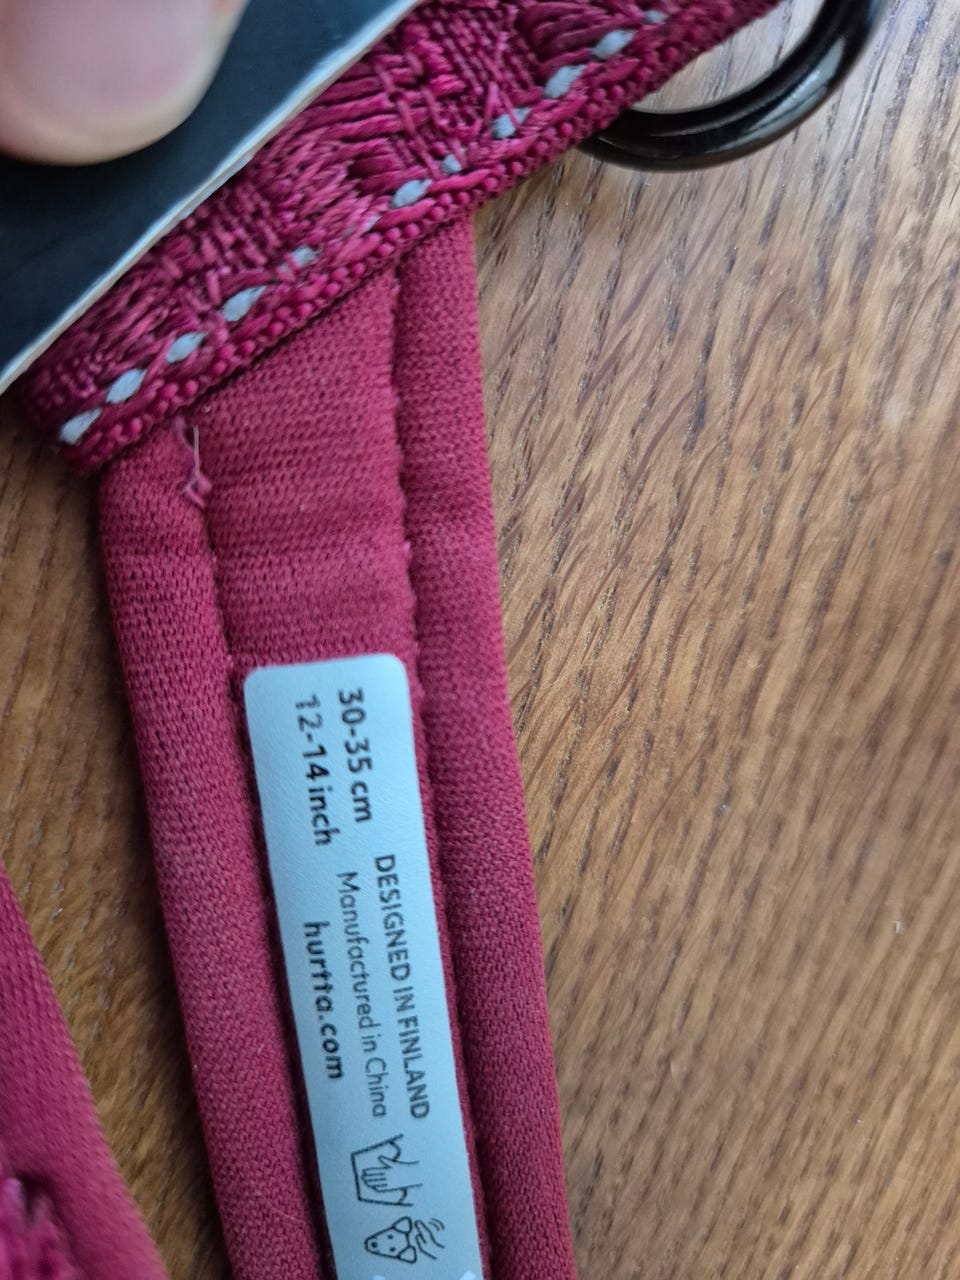 30-35 cm
12-14 inch
DESIGNED IN FINLAND
Manufactured in China
hurtta.com